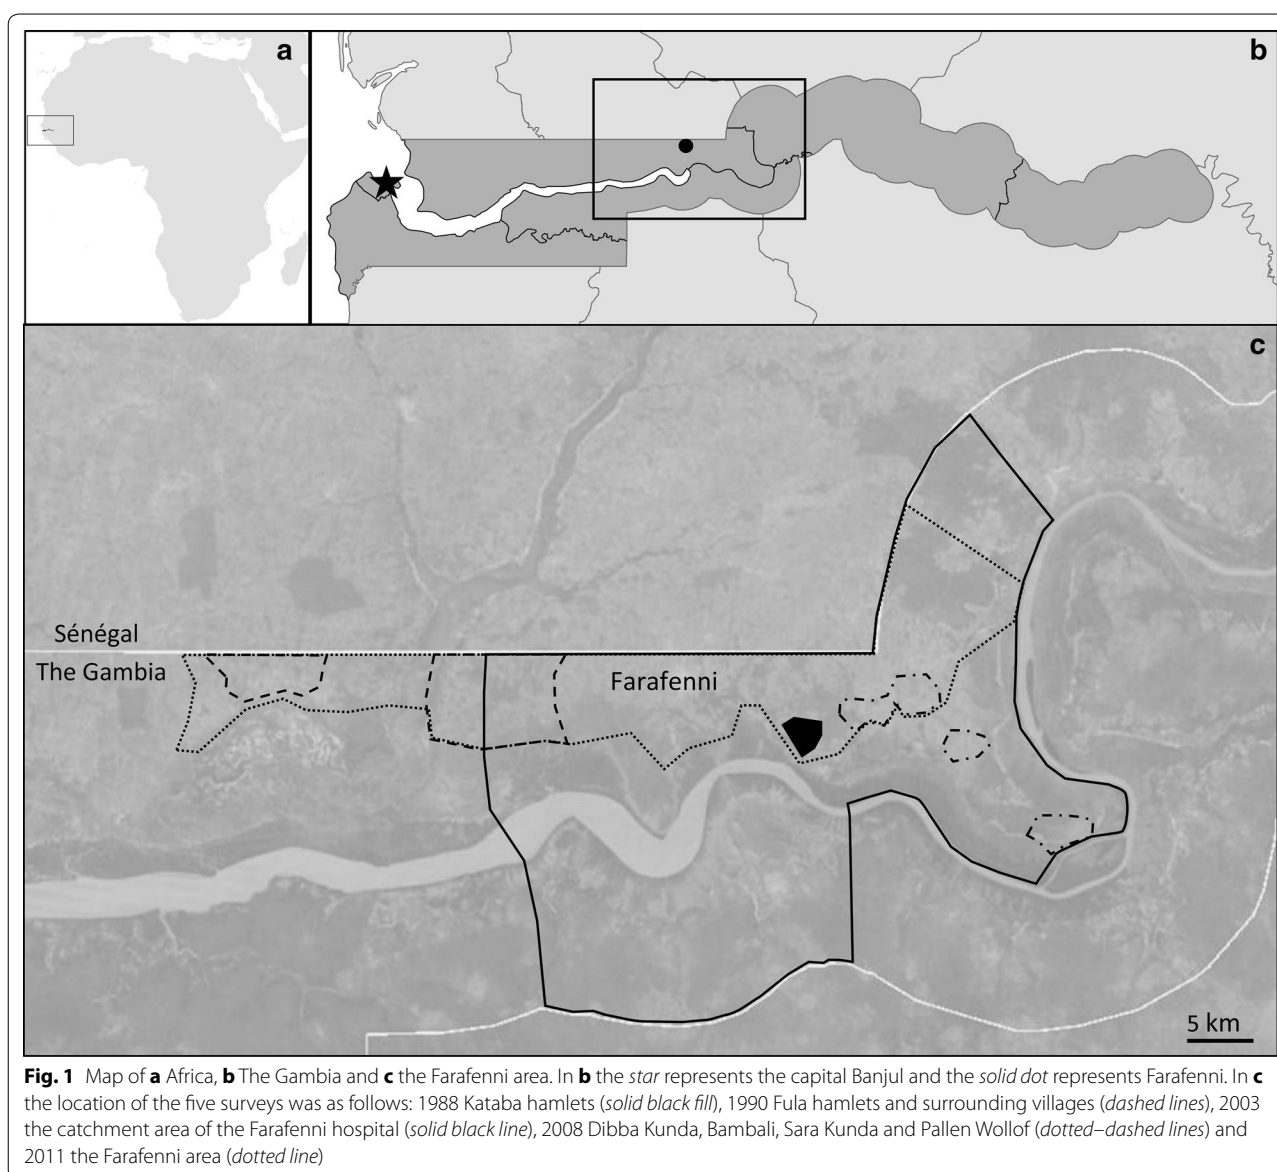 a
b
c
Sénégal
The Gambia
Farafenni
5 km
Fig. 1 Map of a Africa, b The Gambia and c the Farafenni area. In b the star represents the capital Banjul and the solid dot represents Farafenni. In c
the location of the five surveys was as follows: 1988 Kataba hamlets (solid black fill), 1990 Fula hamlets and surrounding villages (dashed lines), 2003
the catchment area of the Farafenni hospital (solid black line), 2008 Dibba Kunda, Bambali, Sara Kunda and Pallen Wollof (dotted–dashed lines) and
2011 the Farafenni area (dotted line)